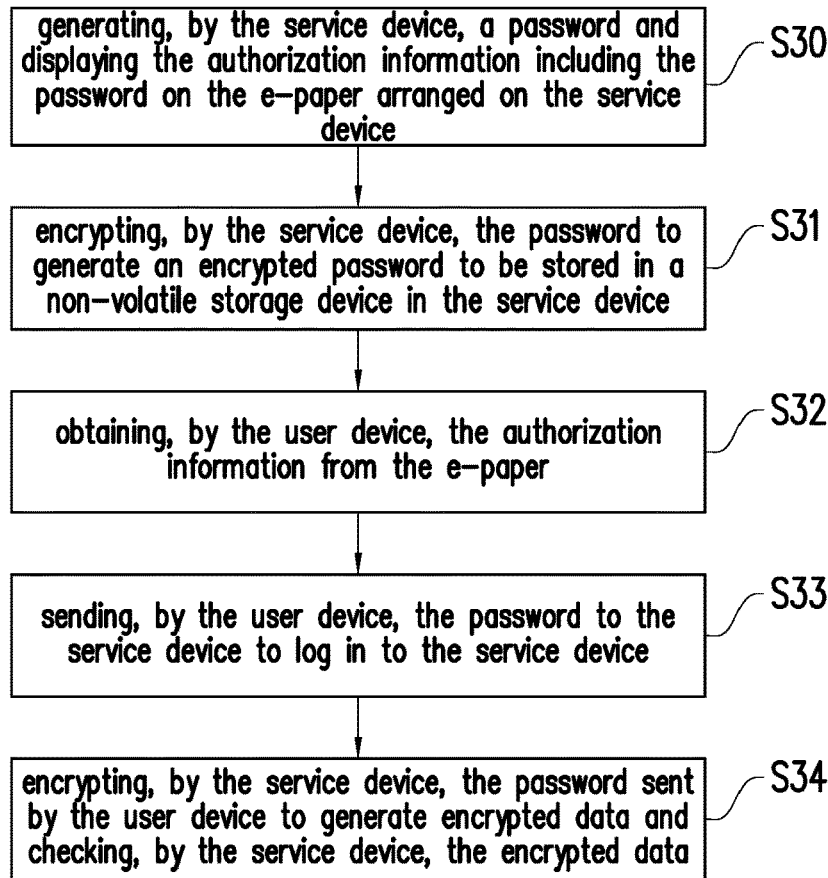 generating, by the service device, a password and
displaying the authorization information including the
password on the e-paper arranged on the service
device
S30
encrypting, by the service device, the password to
generate an encrypted password to be stored in a
non-volatile storage device in the service device
S31
obtaining, by the user device, the authorization
information from the e-paper
S32
sending, by the user device, the password to the
service device to log in to the service device
S33
encrypting, by the service device, the password sent
by the user device to generate encrypted data and
checking, by the service device, the encrypted data
S34